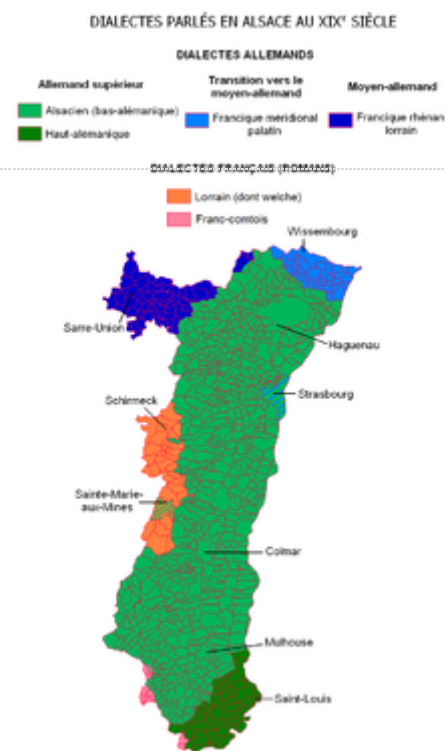 DIALECTES PARLÉS EN ALSACE AU XIXᵉ SIÈCLE
DIALECTES ALLEMANDS
Allemand supérieur
Transition vers le
moyen-allemand
Moyen-allemand
Alsacien (bas-alémanique)
Haut-alémanique
Francique meridional
palatin
Francique rhénan
lorrain
DIALECTES FRANÇAIS (ROMANS)
Lorrain (dont welche)
Franc-comtois
Wissembourg
Sarre-Union
Haguenau
Strasbourg
Schirmeck
Sainte-Marie-
aux-Mines
Colmar
Mulhouse
Saint-Louis